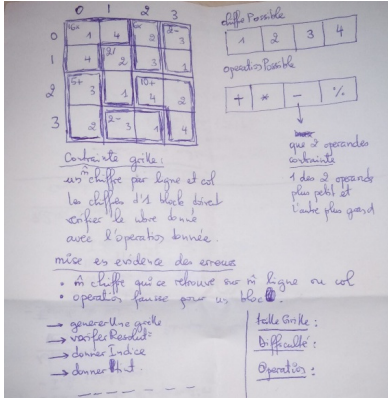 0 1 2 3
0 1 4 2 3
1 4 2 3 1
2 3 1 4 2
3 2 3 1 4
chiffre Possible
1 2 3 4
operation Possible
+ * - %
que 2 operandes
contrainte
1 des 2 operands
plus petit et
l'autre plus grand
Contrainte grille :
un m̂ chiffre par ligne et col
les chiffres d'1 block doivent
verifier le nbre donné
avec l'operation donnée.
mise en evidence des erreurs
• m̂ chiffre qui se retrouve sur m̂ ligne ou col
• operation fausse pour un bloc.
→ generer Une grille
→ verifier Resolut°
→ donner Indice
→ donner
taille Grille :
Difficulté :
Operation :